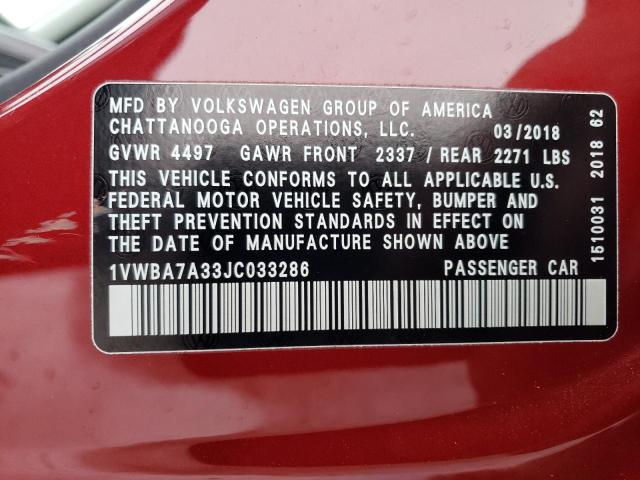 MFD BY VOLKSWAGEN GROUP OF AMERICA
CHATTANOOGA OPERATIONS, LLC. 03/2018
GVWR 4497 GAWR FRONT 2337 / REAR 2271 LBS
THIS VEHICLE CONFORMS TO ALL APPLICABLE U.S.
FEDERAL MOTOR VEHICLE SAFETY, BUMPER AND
THEFT PREVENTION STANDARDS IN EFFECT ON
THE DATE OF MANUFACTURE SHOWN ABOVE
1VWBA7A33JC033286 PASSENGER CAR
1510031 2018 62